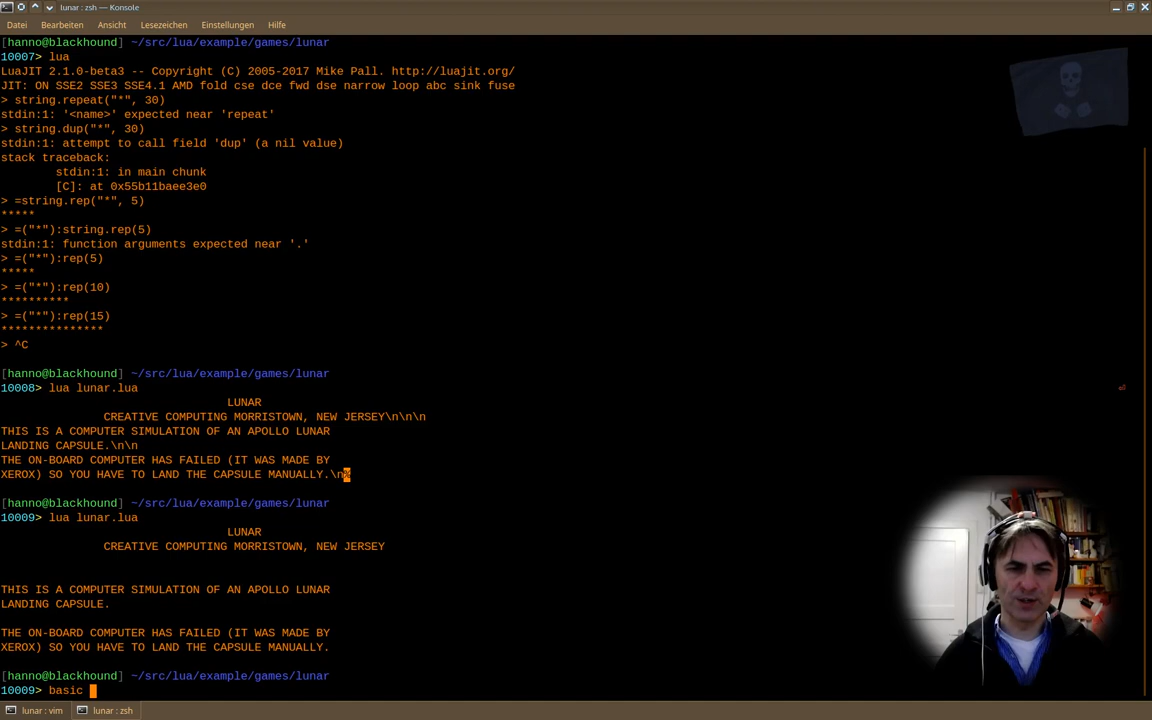 lunar : zsh — Konsole
Datei Bearbeiten Ansicht Lesezeichen Einstellungen Hilfe
[hanno@blackhound] ~/src/lua/example/games/lunar
10007> lua
LuaJIT 2.1.0-beta3 -- Copyright (C) 2005-2017 Mike Pall. http://luajit.org/
JIT: ON SSE2 SSE3 SSE4.1 AMD fold cse dce fwd dse narrow loop abc sink fuse
> string.repeat("*", 30)
stdin:1: '<name>' expected near 'repeat'
> string.dup("*", 30)
stdin:1: attempt to call field 'dup' (a nil value)
stack traceback:
        stdin:1: in main chunk
        [C]: at 0x55b11baee3e0
> =string.rep("*", 5)
*****
> =("*"):string.rep(5)
stdin:1: function arguments expected near '.'
> =("*"):rep(5)
*****
> =("*"):rep(10)
**********
> =("*"):rep(15)
***************
> ^C
[hanno@blackhound] ~/src/lua/example/games/lunar
10008> lua lunar.lua
                                 LUNAR
               CREATIVE COMPUTING MORRISTOWN, NEW JERSEY\n\n\n
THIS IS A COMPUTER SIMULATION OF AN APOLLO LUNAR
LANDING CAPSULE.\n\n
THE ON-BOARD COMPUTER HAS FAILED (IT WAS MADE BY
XEROX) SO YOU HAVE TO LAND THE CAPSULE MANUALLY.\n%
[hanno@blackhound] ~/src/lua/example/games/lunar
10009> lua lunar.lua
                                 LUNAR
               CREATIVE COMPUTING MORRISTOWN, NEW JERSEY
THIS IS A COMPUTER SIMULATION OF AN APOLLO LUNAR
LANDING CAPSULE.
THE ON-BOARD COMPUTER HAS FAILED (IT WAS MADE BY
XEROX) SO YOU HAVE TO LAND THE CAPSULE MANUALLY.
[hanno@blackhound] ~/src/lua/example/games/lunar
10009> basic
lunar : vim lunar : zsh